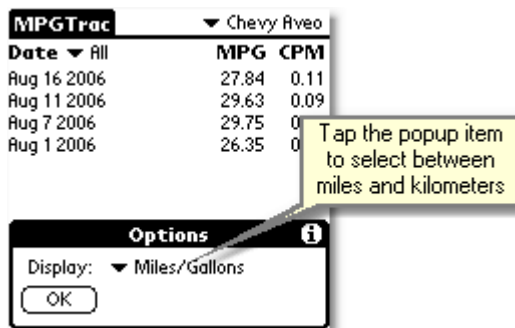 MPGTrac Chevy Aveo
Date All MPG CPM
Aug 16 2006 27.84 0.11
Aug 11 2006 29.63 0.09
Aug 7 2006 29.75
Aug 1 2006 26.35
Tap the popup item
to select between
miles and kilometers
Options
Display: Miles/Gallons
OK